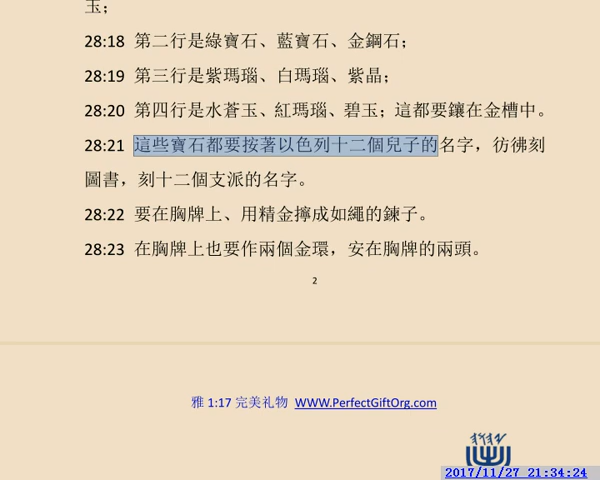 玉；
28:18 第二行是綠寶石、藍寶石、金鋼石；
28:19 第三行是紫瑪瑙、白瑪瑙、紫晶；
28:20 第四行是水蒼玉、紅瑪瑙、碧玉；這都要鑲在金槽中。
28:21 這些寶石都要按著以色列十二個兒子的名字，彷彿刻
圖書，刻十二個支派的名字。
28:22 要在胸牌上、用精金擰成如繩的鍊子。
28:23 在胸牌上也要作兩個金環，安在胸牌的兩頭。
2
雅 1:17 完美礼物 WWW.PerfectGiftOrg.com
2017/11/27 21:34:24